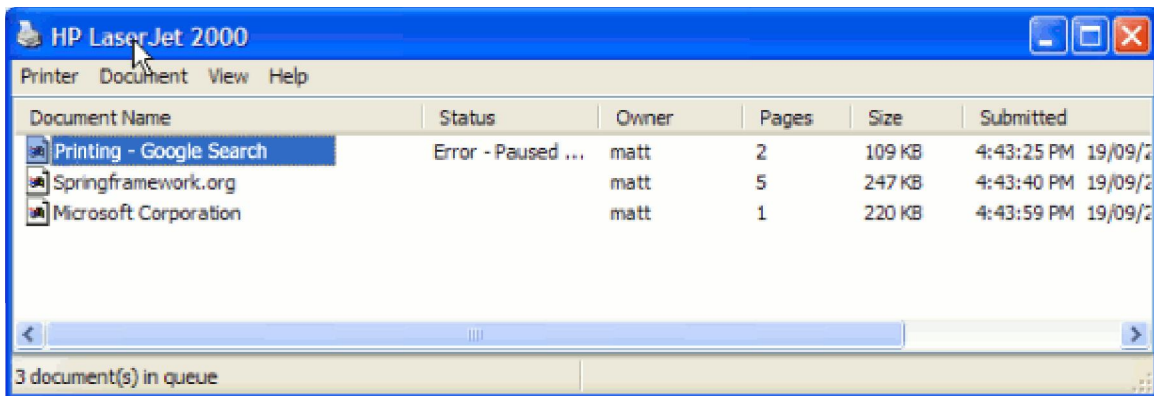 HP LaserJet 2000
Printer Document View Help
Document Name Status Owner Pages Size Submitted
Printing - Google Search Error - Paused ... matt 2 109 KB 4:43:25 PM 19/09/2
Springframework.org matt 5 247 KB 4:43:40 PM 19/09/2
Microsoft Corporation matt 1 220 KB 4:43:59 PM 19/09/2
3 document(s) in queue